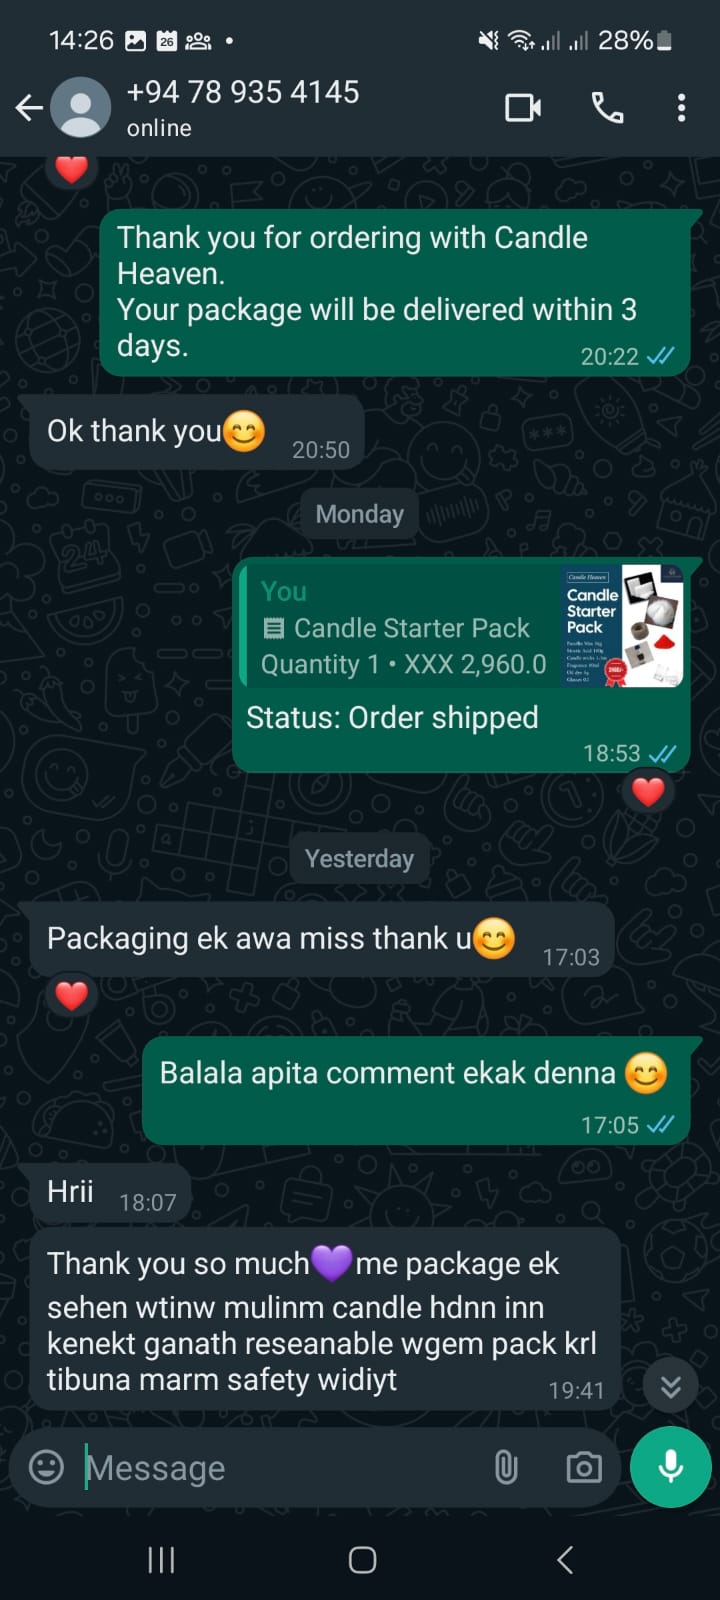 14:26
26
28%
+94 78 935 4145
online
Thank you for ordering with Candle
Heaven.
Your package will be delivered within 3
days.
20:22
Ok thank you😊
20:50
Monday
You
Candle Starter Pack
Quantity 1 • XXX 2,960.0
Candle Heaven
Candle
Starter
Pack
Status: Order shipped
18:53
Yesterday
Packaging ek awa miss thank u😊
17:03
Balala apita comment ekak denna 😊
17:05
Hrii
18:07
Thank you so much💜me package ek
sehen wtinw mulinm candle hdnn inn
kenekt ganath reseanable wgem pack krl
tibuna marm safety widiyt
19:41
Message